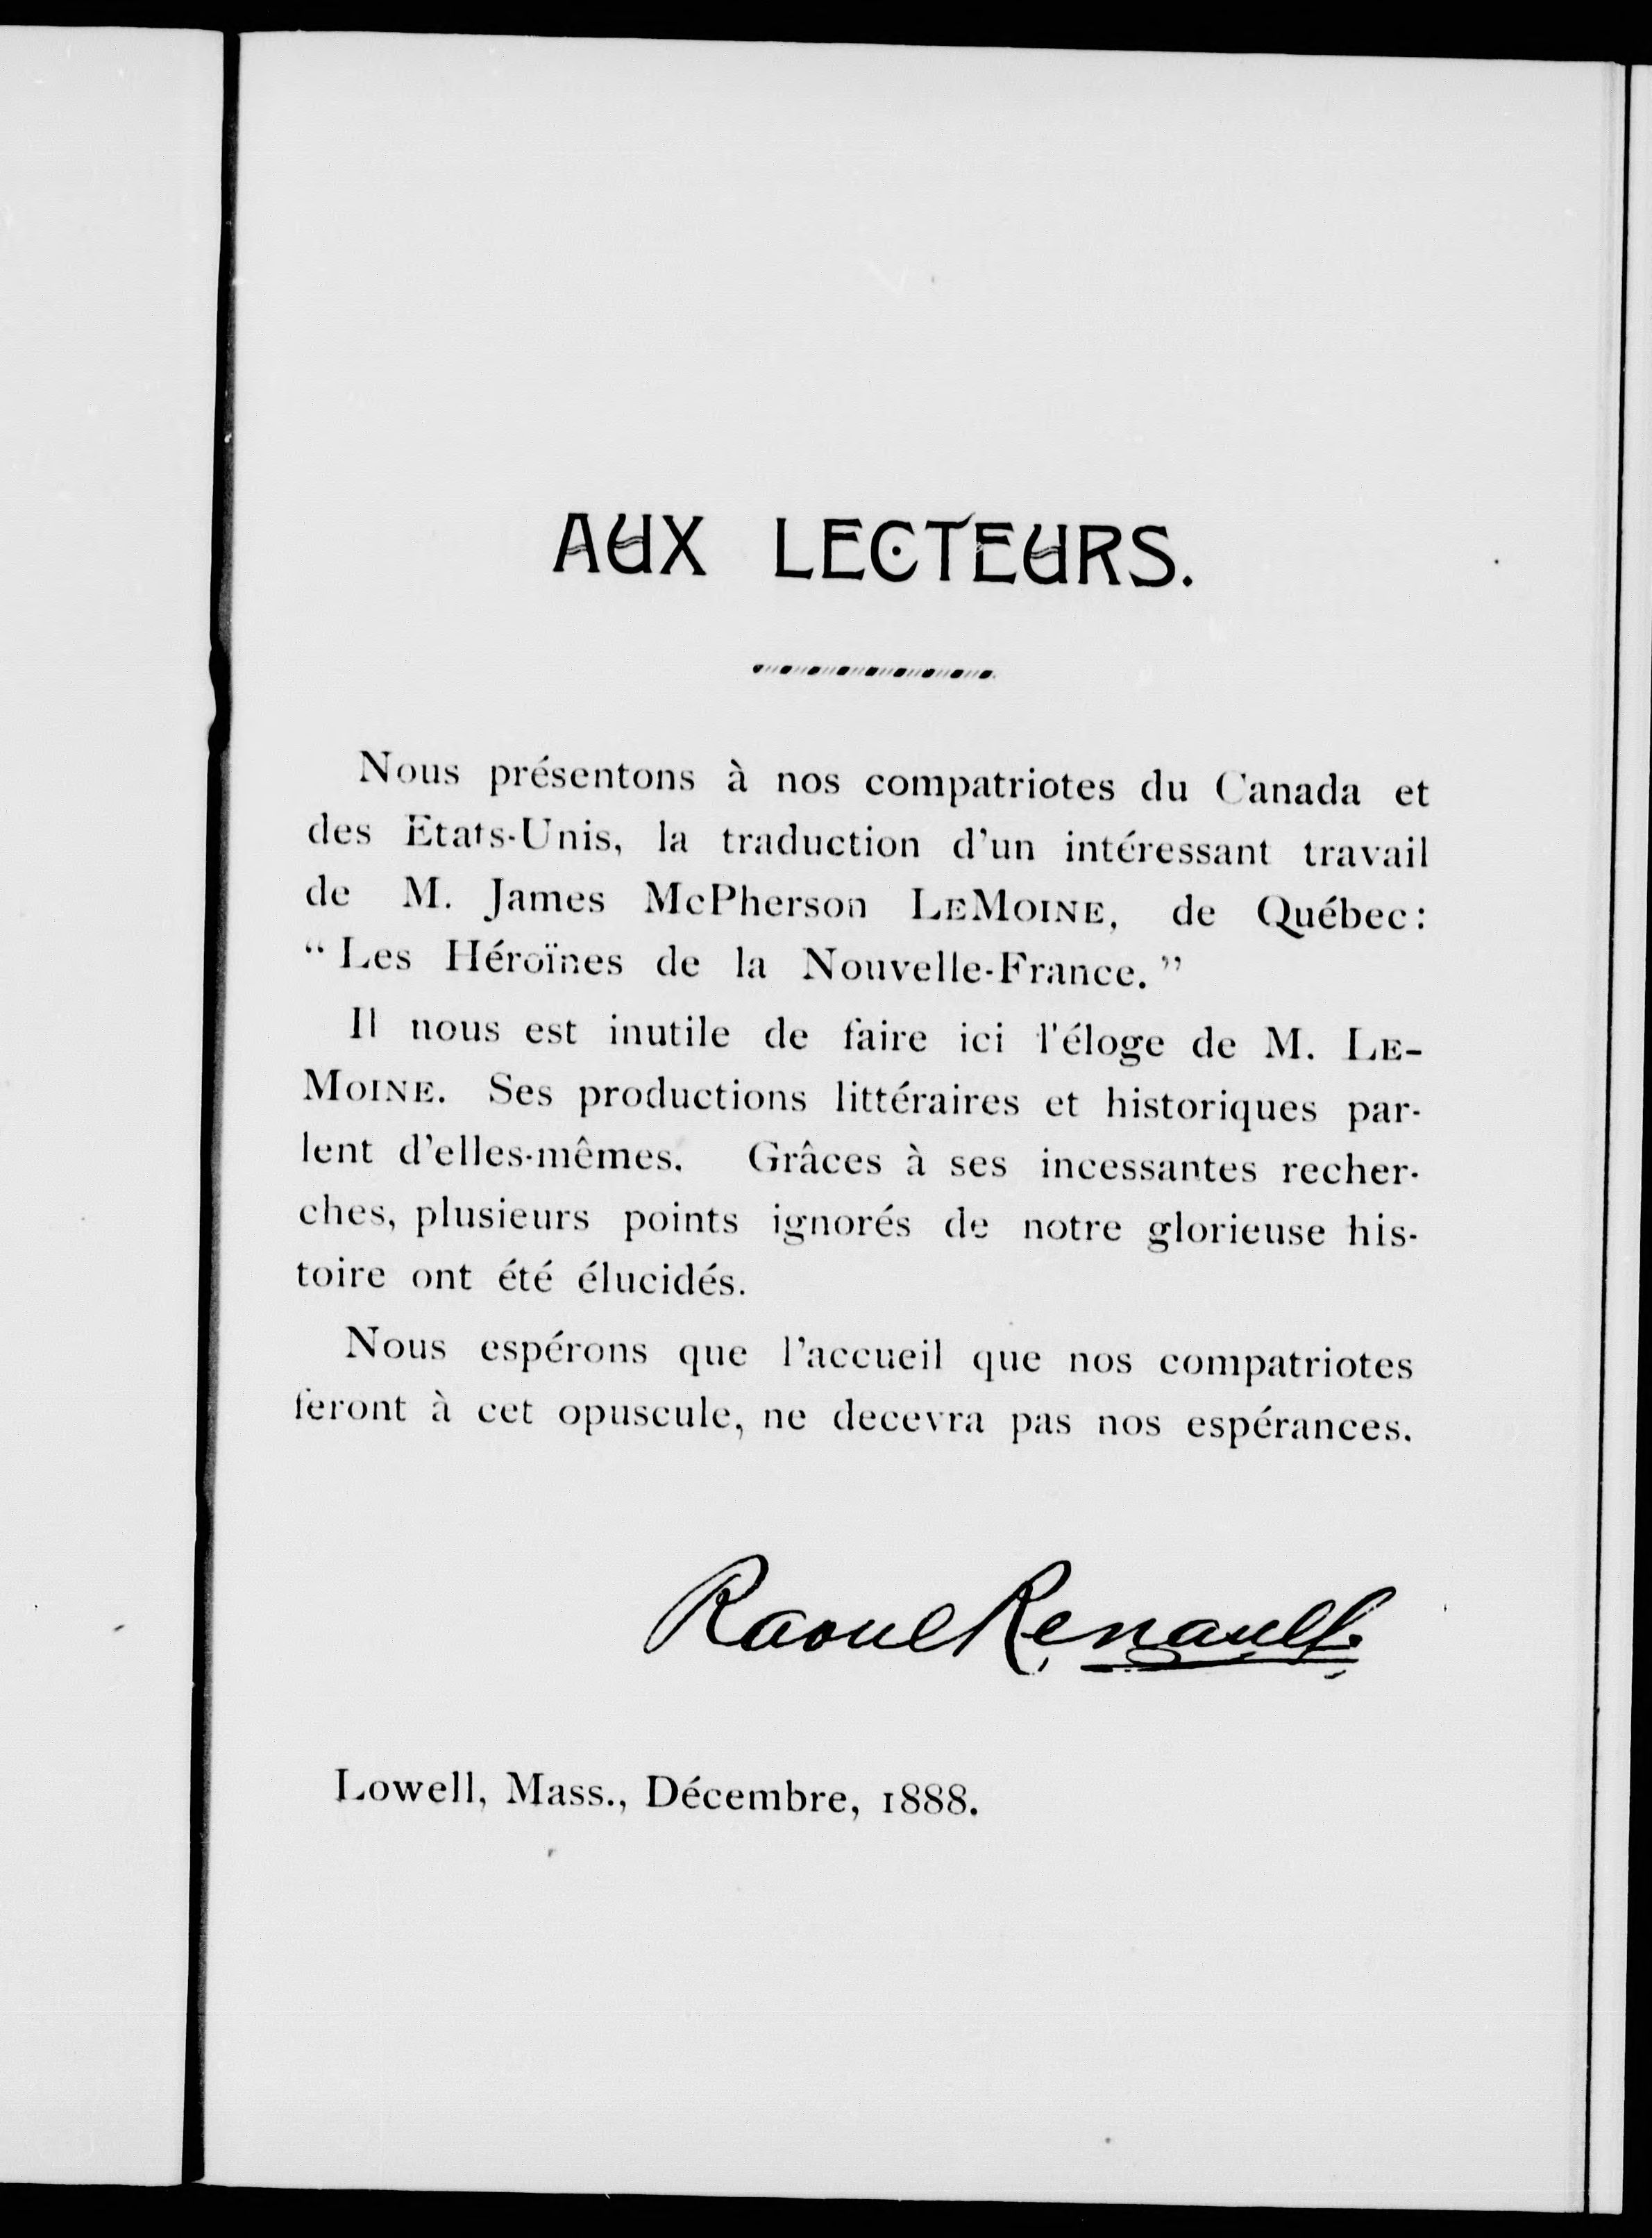 AUX LECTEURS.
Nous présentons à nos compatriotes du Canada et
des Etats-Unis, la traduction d'un intéressant travail
de M. James McPherson LEMOINE, de Québec:
“Les Héroïnes de la Nouvelle-France.”
Il nous est inutile de faire ici l'éloge de M. LE-
MOINE. Ses productions littéraires et historiques par-
lent d'elles-mêmes. Grâces à ses incessantes recher-
ches, plusieurs points ignorés de notre glorieuse his-
toire ont été élucidés.
Nous espérons que l'accueil que nos compatriotes
feront à cet opuscule, ne decevra pas nos espérances.
Raoul Renault.
Lowell, Mass., Décembre, 1888.